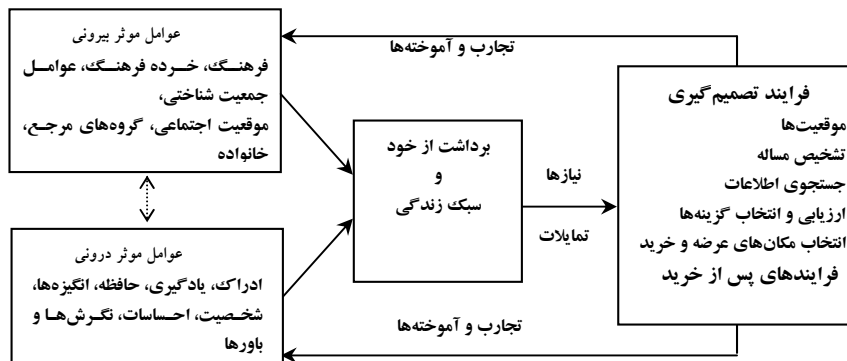 عوامل موثر بیرونی
فرهنگ، خرده فرهنگ، عوامل
جمعیت شناختی،
موقعیت اجتماعی، گروه‌های مرجع،
خانواده
تجارب و آموخته‌ها
فرایند تصمیم‌گیری
موقعیت‌ها
تشخیص مساله
جستجوی اطلاعات
ارزیابی و انتخاب گزینه‌ها
انتخاب مکان‌های عرضه و خرید
فرایندهای پس از خرید
برداشت از خود
و
سبک زندگی
نیازها
تمایلات
عوامل موثر درونی
ادراک، یادگیری، حافظه، انگیزه‌ها،
شخصیت، احساسات، نگرش‌ها و
باورها
تجارب و آموخته‌ها